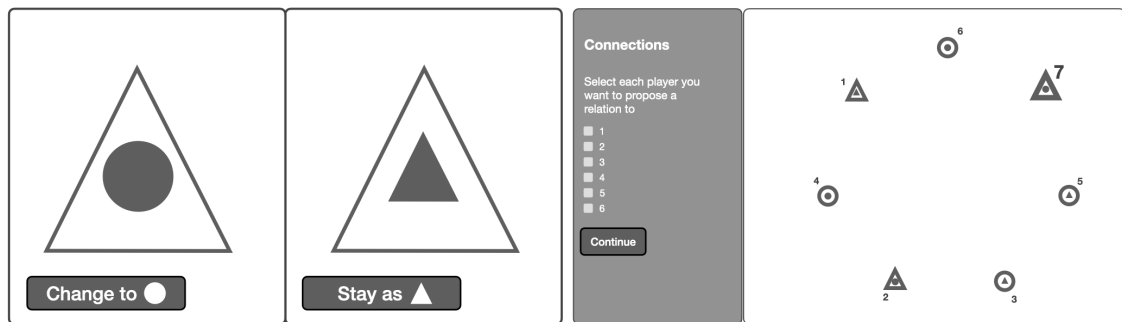 Change to
Stay as
Connections
Select each player you
want to propose a
relation to
1
2
3
4
5
6
Continue
6
7
1
4
5
2
3